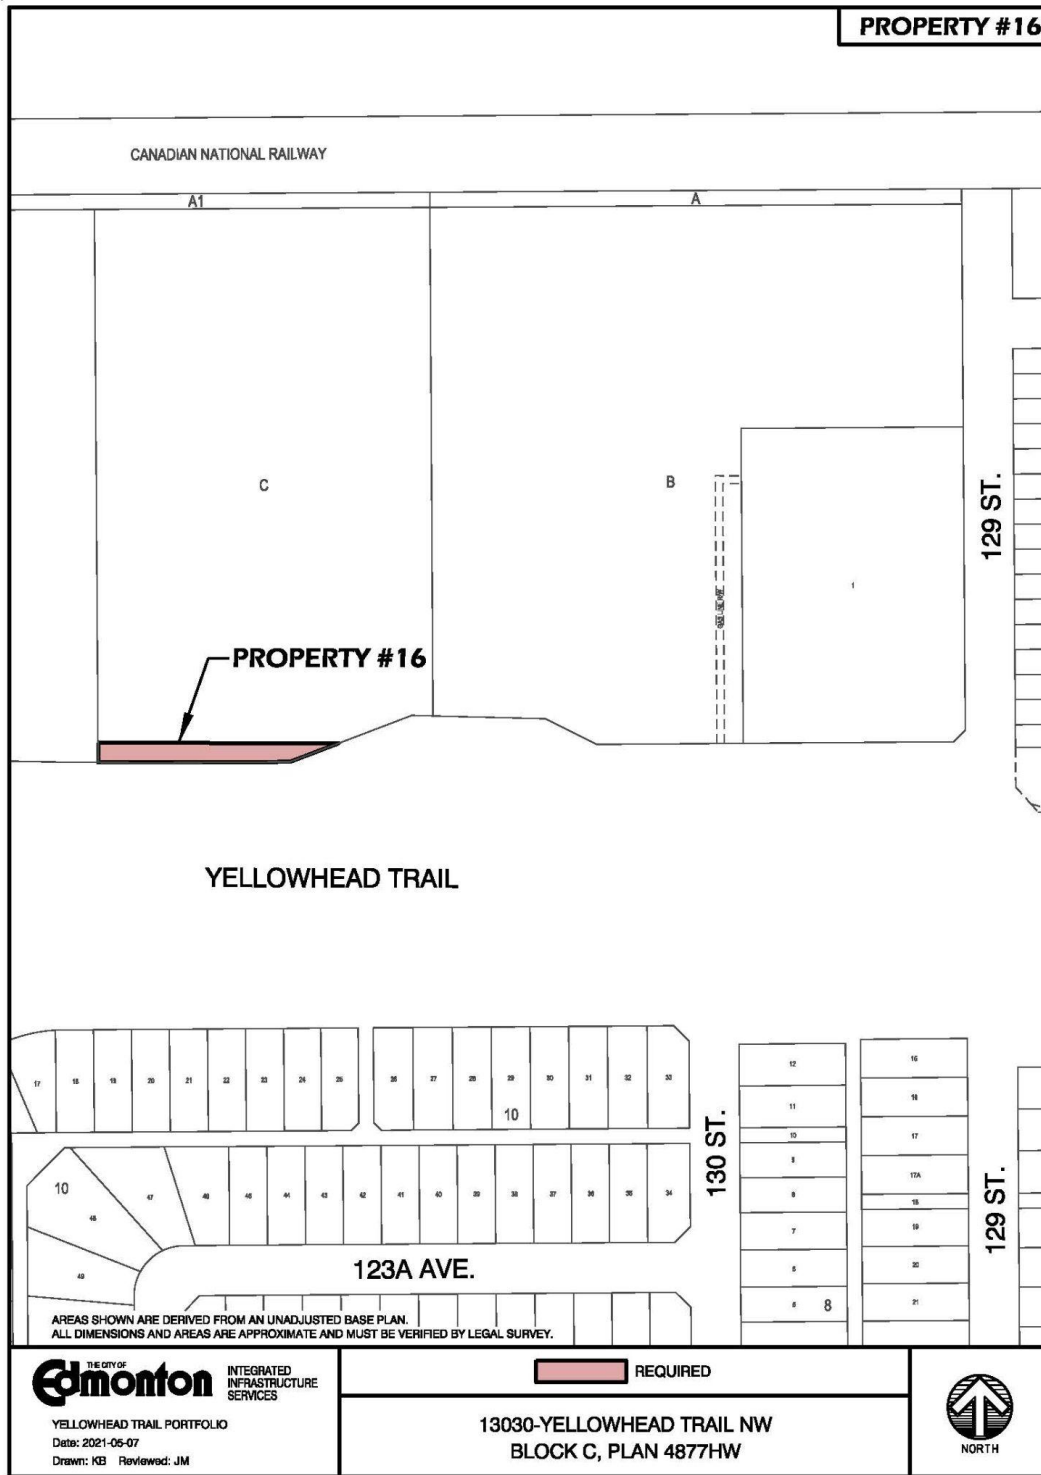 PROPERTY #16
CANADIAN NATIONAL RAILWAY
A1
A
C
B
1
129 ST.
PROPERTY #16
YELLOWHEAD TRAIL
17 18 19 20 21 22 23 24 25 26 27 28 29 30 31 32 33
10
12
11
10
9
7
16
17
17A
18
19
20
21
130 ST.
129 ST.
10
47 46 45 44 43 42 41 40 39 38 37 36 35 34
48
49
8
123A AVE.
AREAS SHOWN ARE DERIVED FROM AN UNADJUSTED BASE PLAN.
ALL DIMENSIONS AND AREAS ARE APPROXIMATE AND MUST BE VERIFIED BY LEGAL SURVEY.
THE CITY OF
Edmonton
INTEGRATED
INFRASTRUCTURE
SERVICES
YELLOWHEAD TRAIL PORTFOLIO
Date: 2021-05-07
Drawn: KB Reviewed: JM
REQUIRED
13030-YELLOWHEAD TRAIL NW
BLOCK C, PLAN 4877HW
NORTH